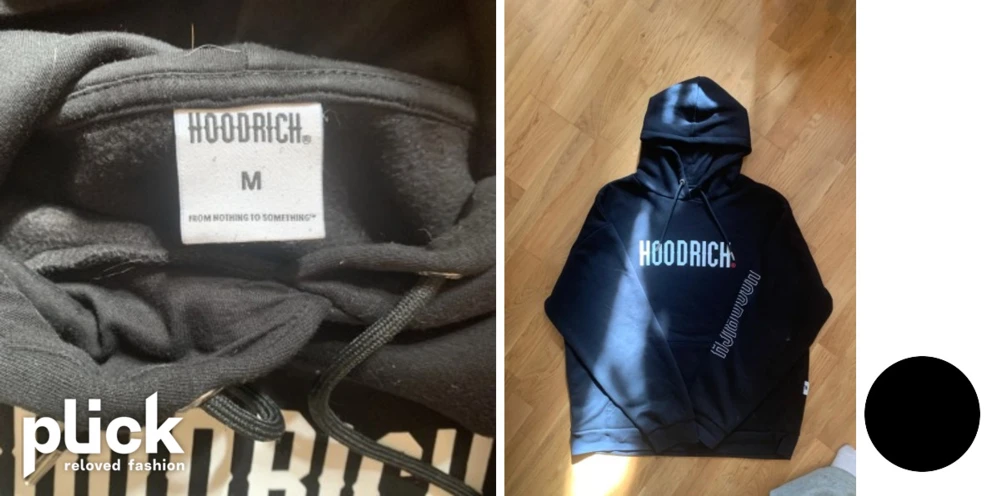 HOODRICH®
M
FROM NOTHING TO SOMETHING™
plick
reloved fashion
HOODRICH